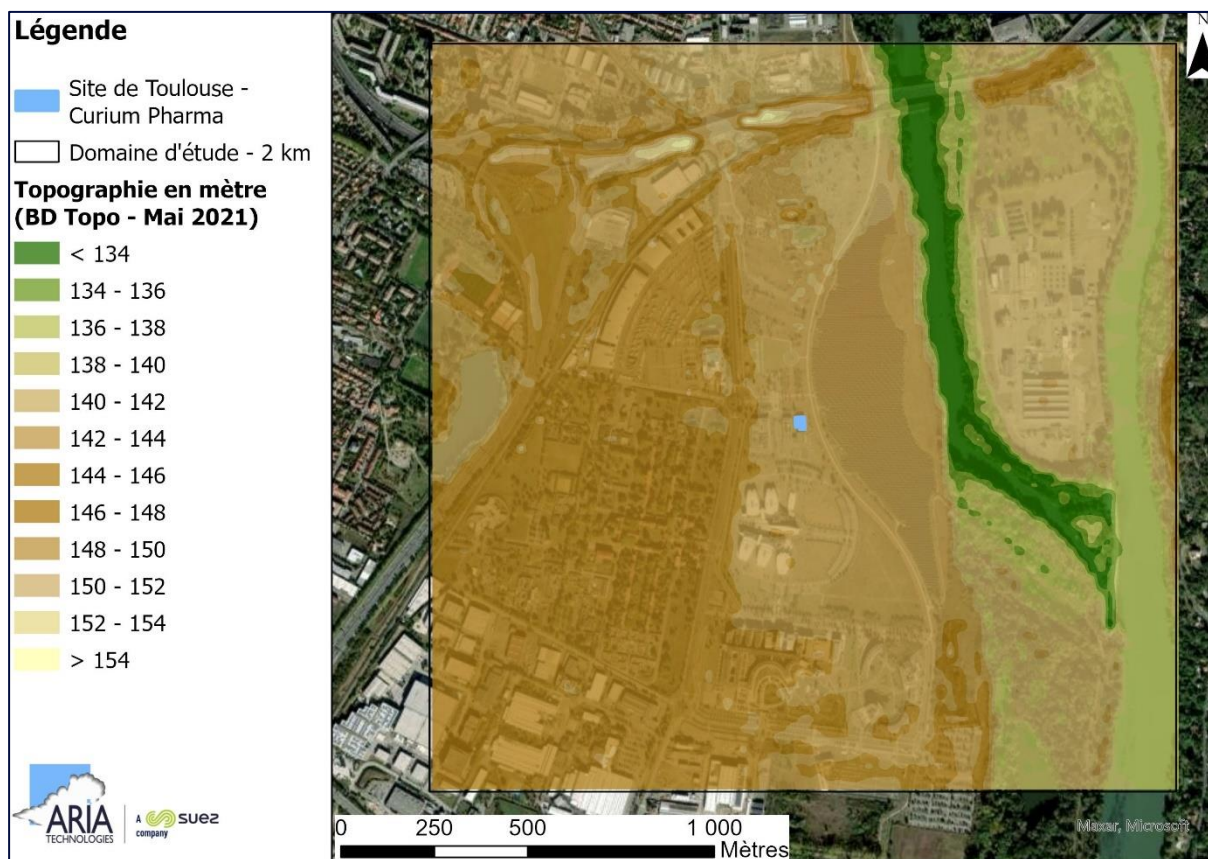 Légende
Site de Toulouse -
Curium Pharma
Domaine d'étude - 2 km
Topographie en mètre
(BD Topo - Mai 2021)
< 134
134 - 136
136 - 138
138 - 140
140 - 142
142 - 144
144 - 146
146 - 148
148 - 150
150 - 152
152 - 154
> 154
ARIA
TECHNOLOGIES
A
suez
company
0 250 500 1 000
Mètres
Maxar, Microsoft
N